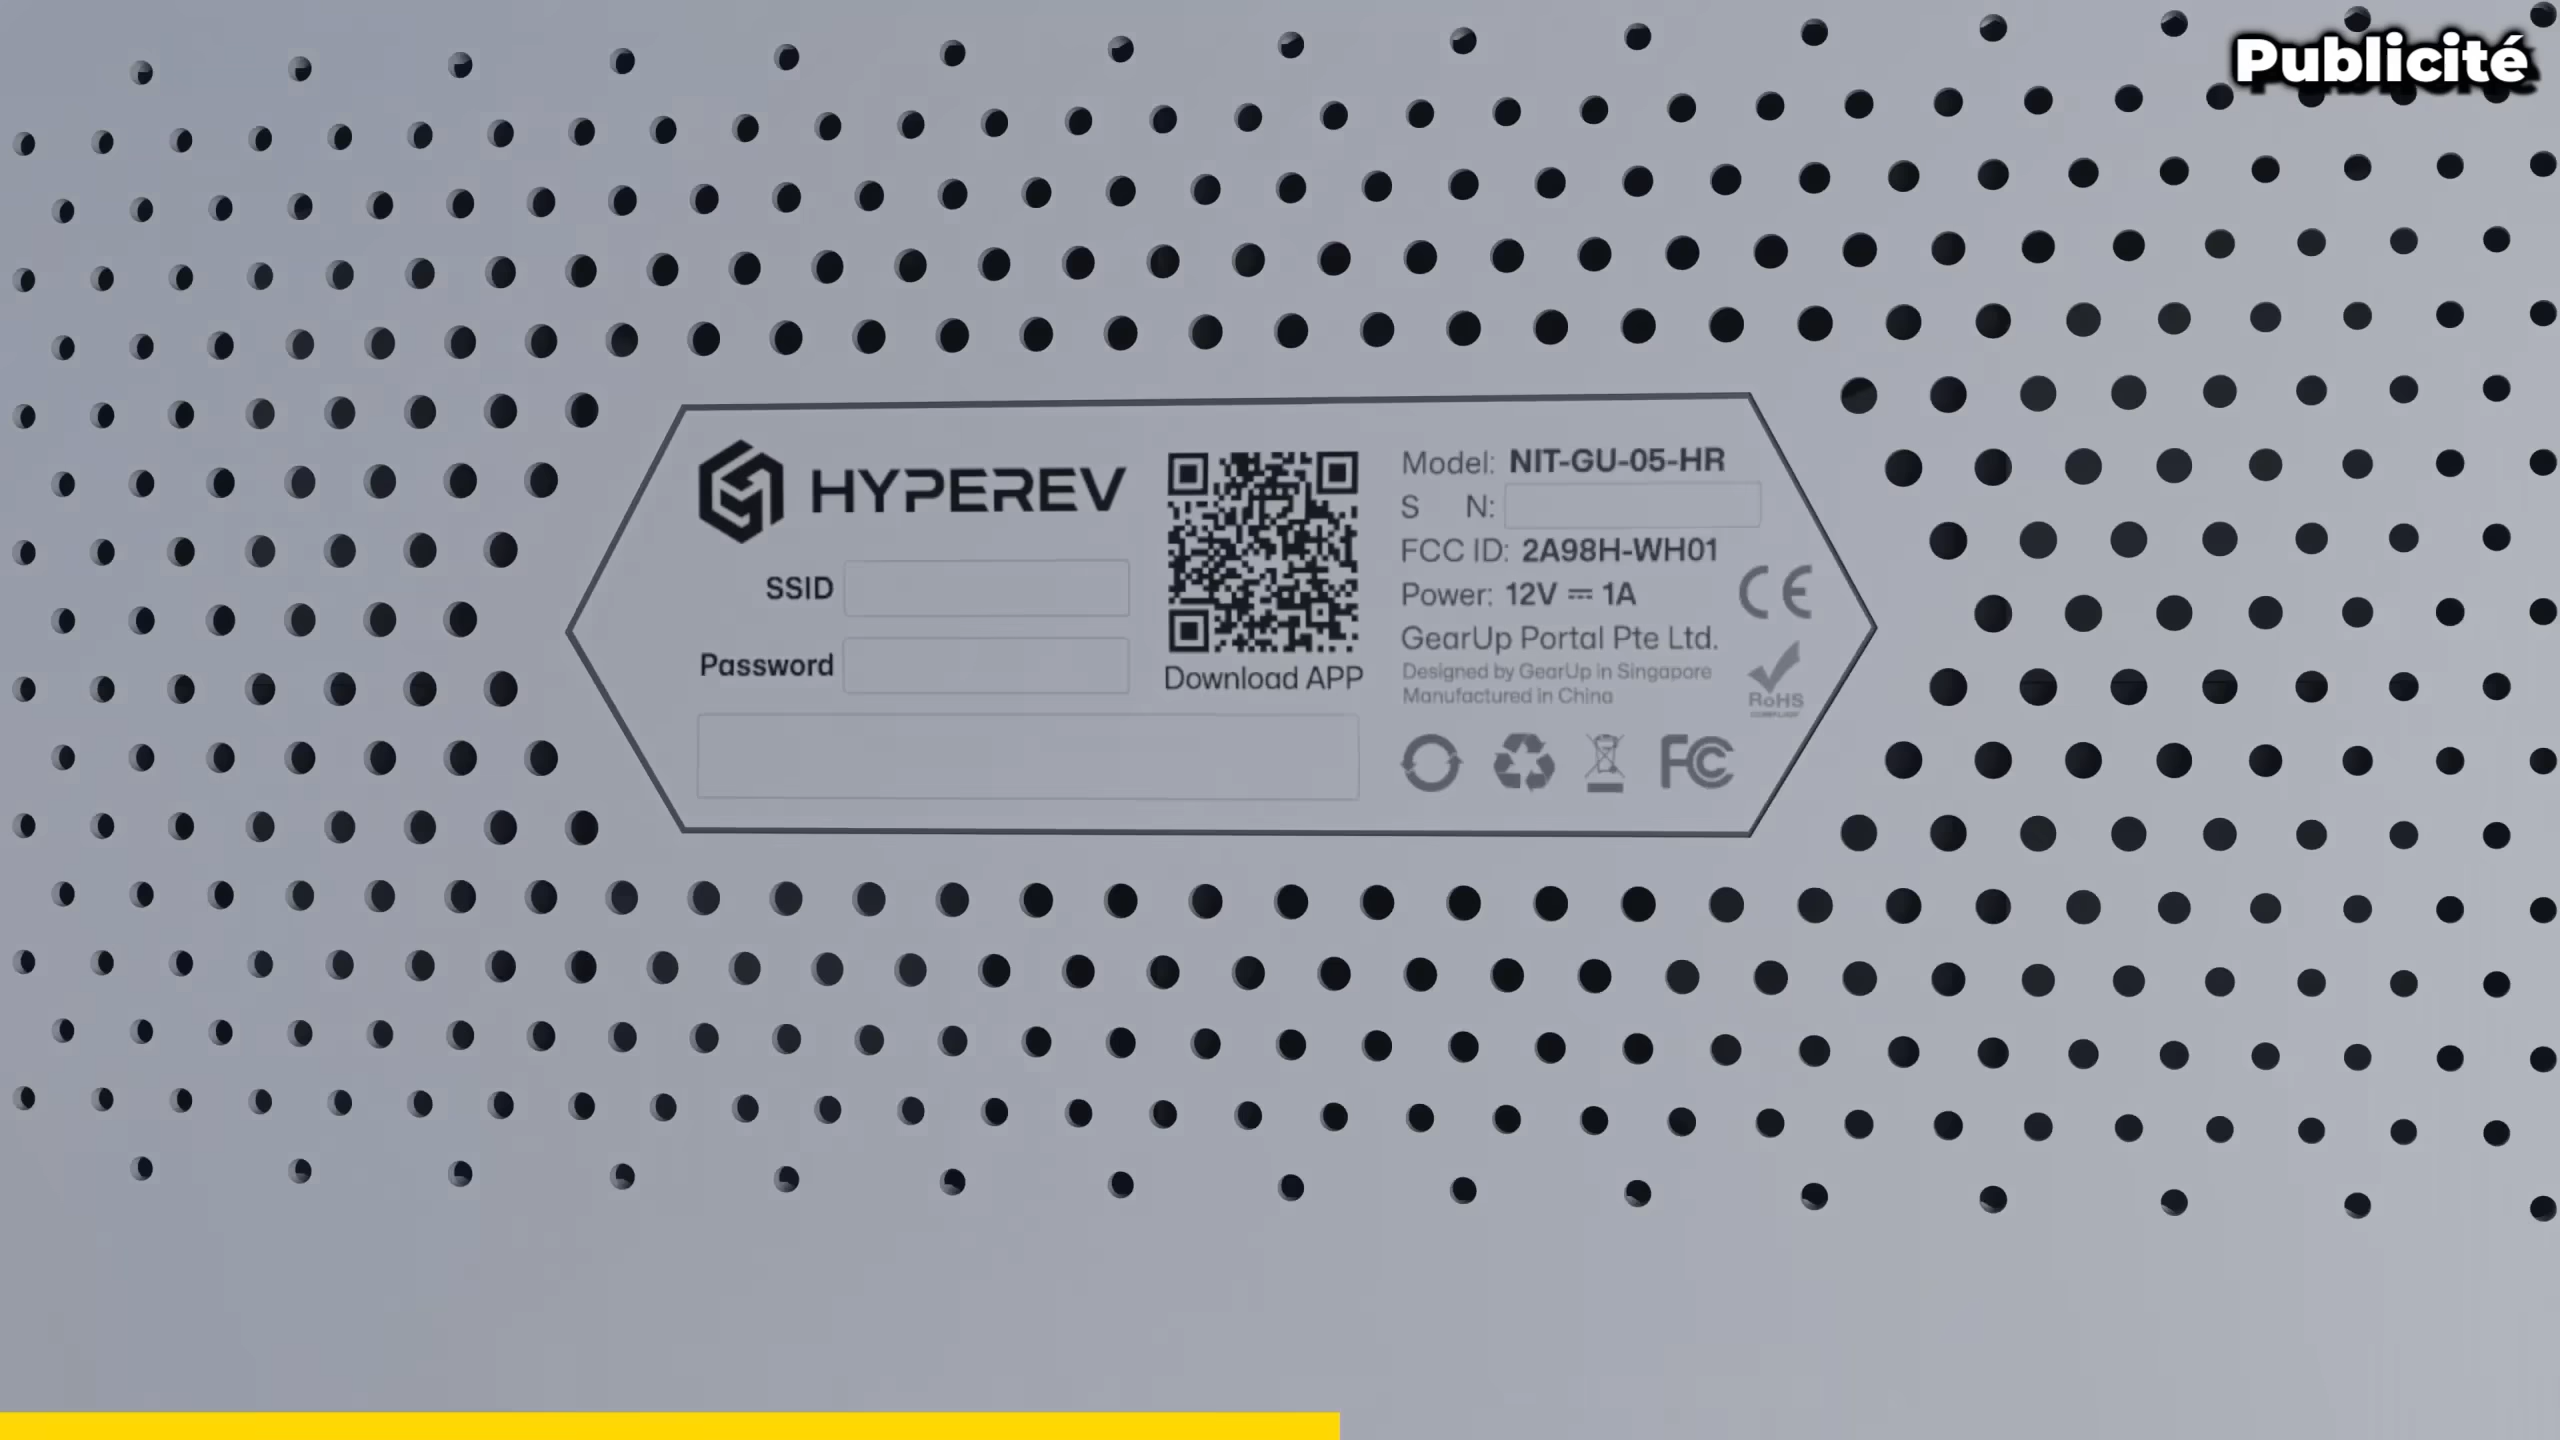 Publicité
HYPEREV
SSID
Password
Download APP
Model: NIT-GU-05-HR
S N:
FCC ID: 2A98H-WH01
Power: 12V ⎓ 1A
GearUp Portal Pte Ltd.
Designed by GearUp in Singapore
Manufactured in China
CE
RoHS
COMPLIANT
FC